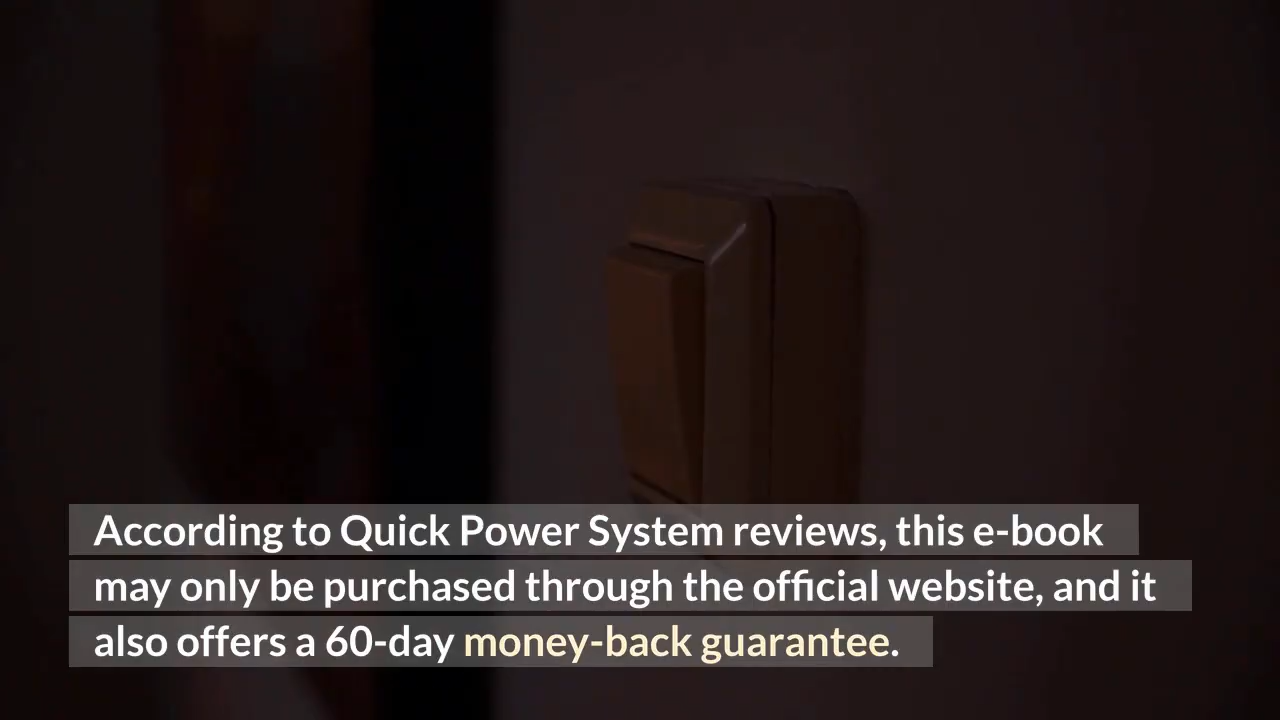 According to Quick Power System reviews, this e-book
may only be purchased through the official website, and it
also offers a 60-day money-back guarantee.